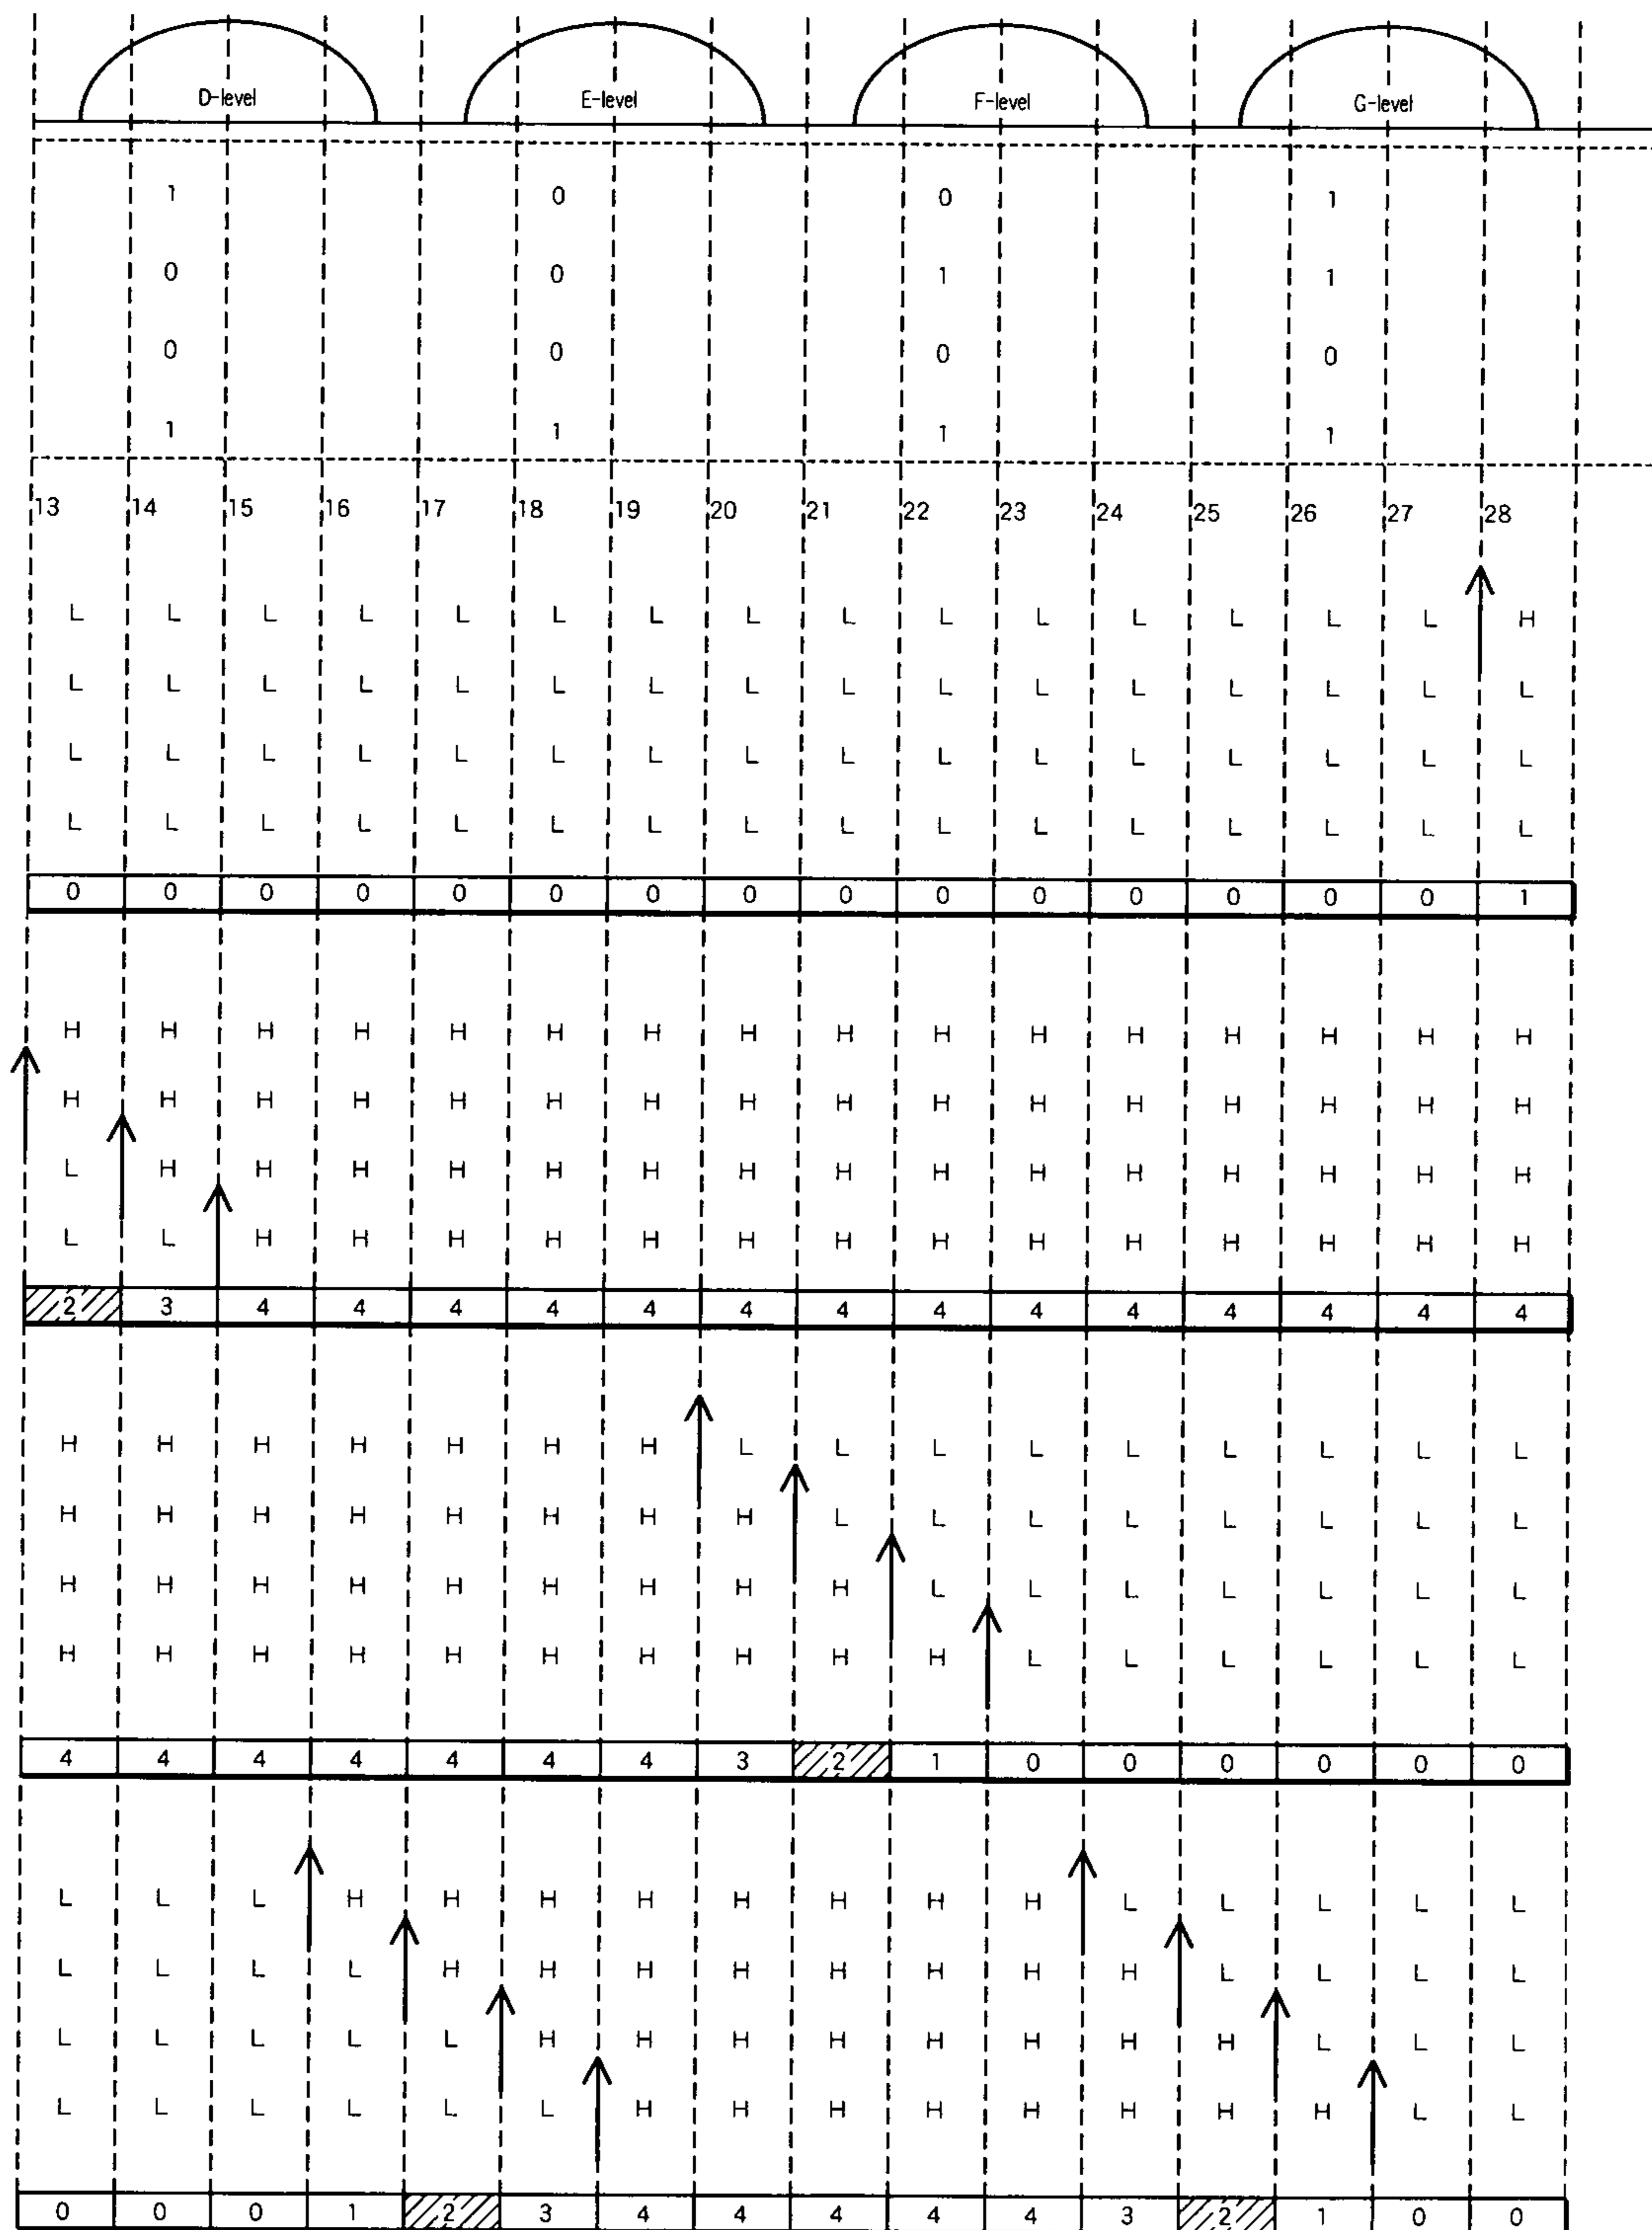 D-level E-level F-level G-level
1 0 0 1
0 0 1 1
0 0 0 0
1 1 1 1
13 14 15 16 17 18 19 20 21 22 23 24 25 26 27 28
L L L L L L L L L L L L L L L H
L L L L L L L L L L L L L L L L
L L L L L L L L L L L L L L L L
L L L L L L L L L L L L L L L L
0 0 0 0 0 0 0 0 0 0 0 0 0 0 0 1
H H H H H H H H H H H H H H H H
H H H H H H H H H H H H H H H H
L H H H H H H H H H H H H H H H
L L H H H H H H H H H H H H H H
2 3 4 4 4 4 4 4 4 4 4 4 4 4 4 4
H H H H H H H L L L L L L L L L
H H H H H H H H L L L L L L L L
H H H H H H H H H L L L L L L L
H H H H H H H H H H L L L L L L
4 4 4 4 4 4 4 3 2 1 0 0 0 0 0 0
L L L H H H H H H H H L L L L L
L L L L H H H H H H H H L L L L
L L L L L H H H H H H H H L L L
L L L L L L H H H H H H H H L L
0 0 0 1 2 3 4 4 4 4 4 3 2 1 0 0